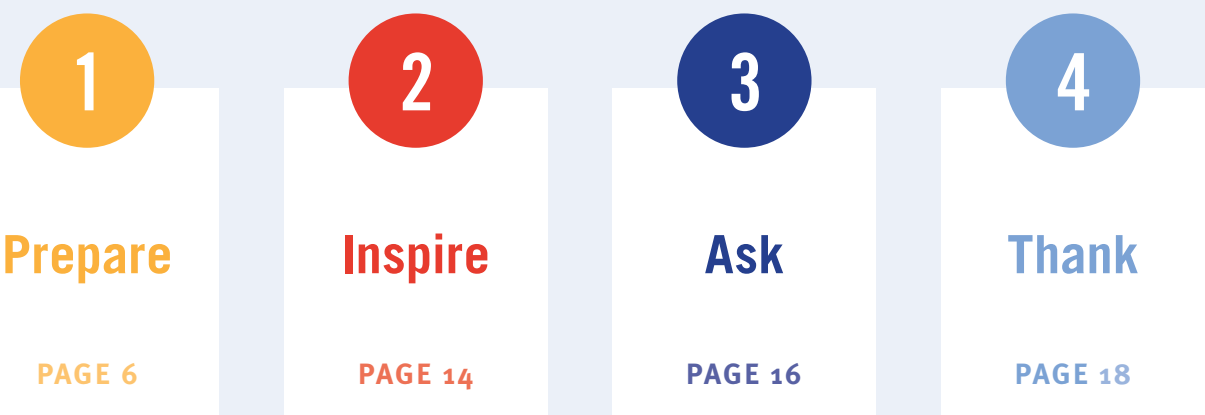 1
Prepare
PAGE 6
2
Inspire
PAGE 14
3
Ask
PAGE 16
4
Thank
PAGE 18